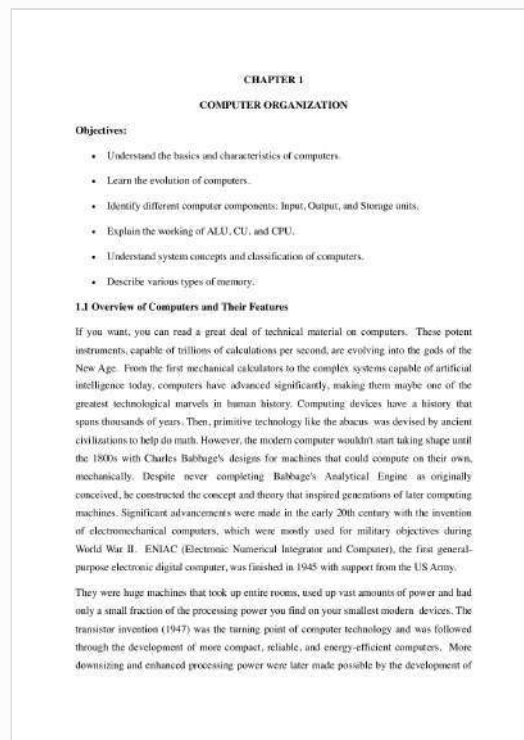 CHAPTER 1
COMPUTER ORGANIZATION
Objectives:
• Understand the basics and characteristics of computers.
• Learn the evolution of computers.
• Identify different computer components: Input, Output, and Storage units.
• Explain the working of ALU, CU, and CPU.
• Understand system concepts and classification of computers.
• Describe various types of memory.
1.1 Overview of Computers and Their Features
If you want, you can read a great deal of technical material on computers. These potent
instruments, capable of trillions of calculations per second, are evolving into the gods of the
New Age. From the first mechanical calculators to the complex systems capable of artificial
intelligence today, computers have advanced significantly, making them maybe one of the
greatest technological marvels in human history. Computing devices have a history that
spans thousands of years. Then, primitive technology like the abacus was devised by ancient
civilizations to help do math. However, the modern computer wouldn't start taking shape until
the 1800s with Charles Babbage's designs for machines that could compute on their own,
mechanically. Despite never completing Babbage's Analytical Engine as originally
conceived, he constructed the concept and theory that inspired generations of later computing
machines. Significant advancements were made in the early 20th century with the invention
of electromechanical computers, which were mostly used for military objectives during
World War II. ENIAC (Electronic Numerical Integrator and Computer), the first general-
purpose electronic digital computer, was finished in 1945 with support from the US Army.
They were huge machines that took up entire rooms, used up vast amounts of power and had
only a small fraction of the processing power you find on your smallest modern devices. The
transistor invention (1947) was the turning point of computer technology and was followed
through the development of more compact, reliable, and energy-efficient computers. More
downsizing and enhanced processing power were later made possible by the development of